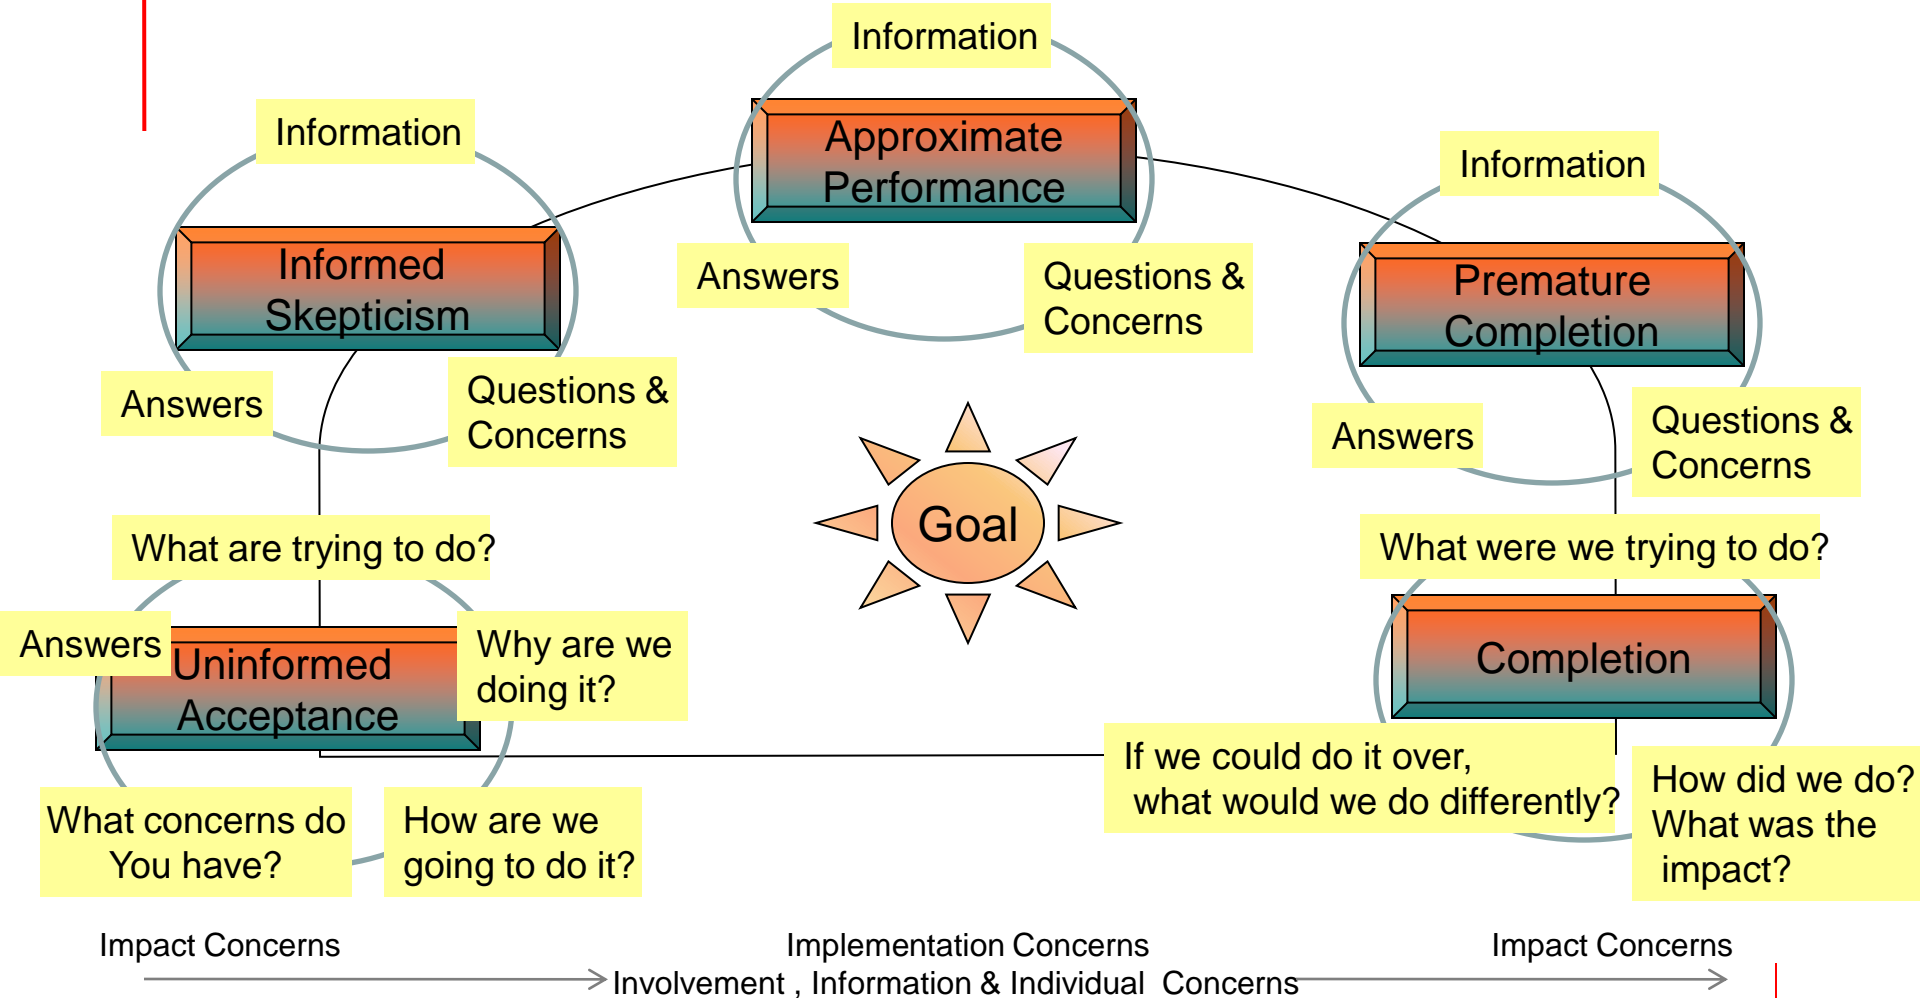 Information
Approximate
Performance
Answers
Questions &
Concerns
Information
Informed
Skepticism
Answers
Questions &
Concerns
Information
Premature
Completion
Answers
Questions &
Concerns
Goal
What are trying to do?
Answers
Uninformed
Acceptance
Why are we
doing it?
What concerns do
You have?
How are we
going to do it?
What were we trying to do?
Completion
If we could do it over,
what would we do differently?
How did we do?
What was the
impact?
Impact Concerns
Implementation Concerns
Involvement , Information & Individual Concerns
Impact Concerns